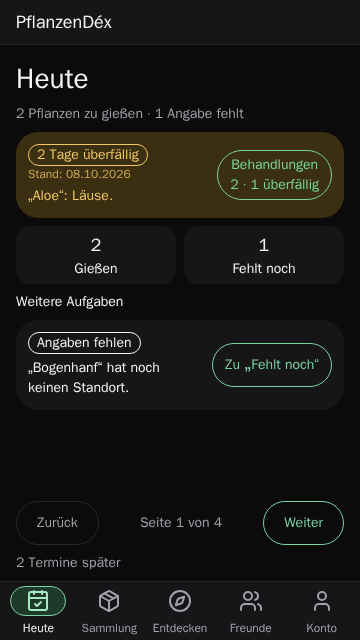 PflanzenDéx
Heute
2 Pflanzen zu gießen · 1 Angabe fehlt
2 Tage überfällig
Stand: 08.10.2026
„Aloe“: Läuse.
Behandlungen
2 · 1 überfällig
2
Gießen
1
Fehlt noch
Weitere Aufgaben
Angaben fehlen
„Bogenhanf“ hat noch
keinen Standort.
Zu „Fehlt noch“
Zurück
Seite 1 von 4
Weiter
2 Termine später
Heute
Sammlung
Entdecken
Freunde
Konto